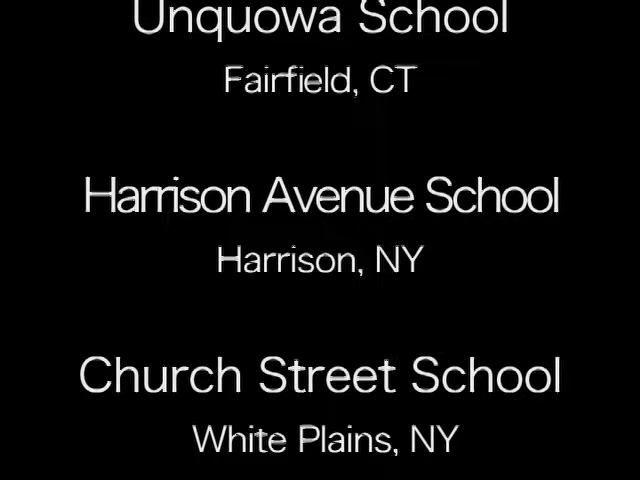 Unquowa School
Fairfield, CT
Harrison Avenue School
Harrison, NY
Church Street School
White Plains, NY